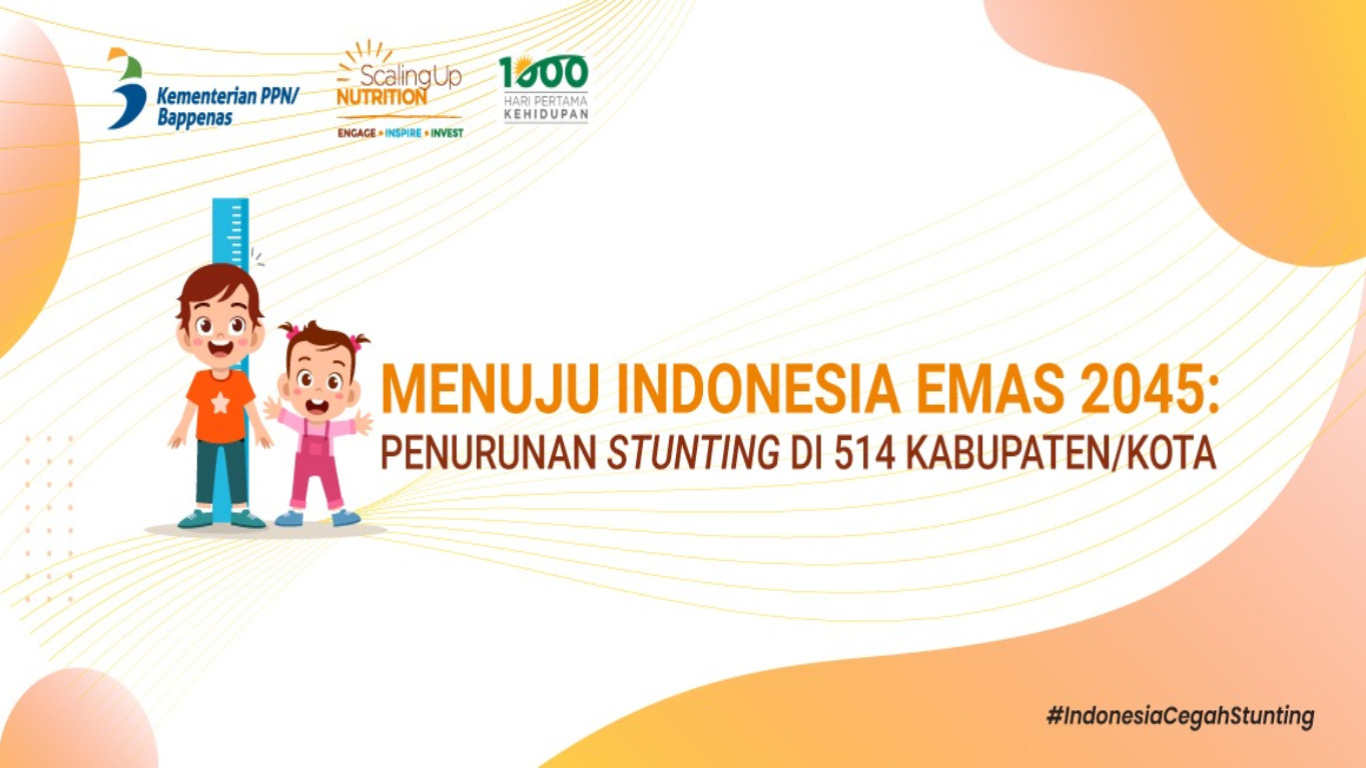 Kementerian PPN/
Bappenas
Scaling Up
NUTRITION
ENGAGE • INSPIRE • INVEST
1000
HARI PERTAMA
KEHIDUPAN
MENUJU INDONESIA EMAS 2045:
PENURUNAN STUNTING DI 514 KABUPATEN/KOTA
#IndonesiaCegahStunting